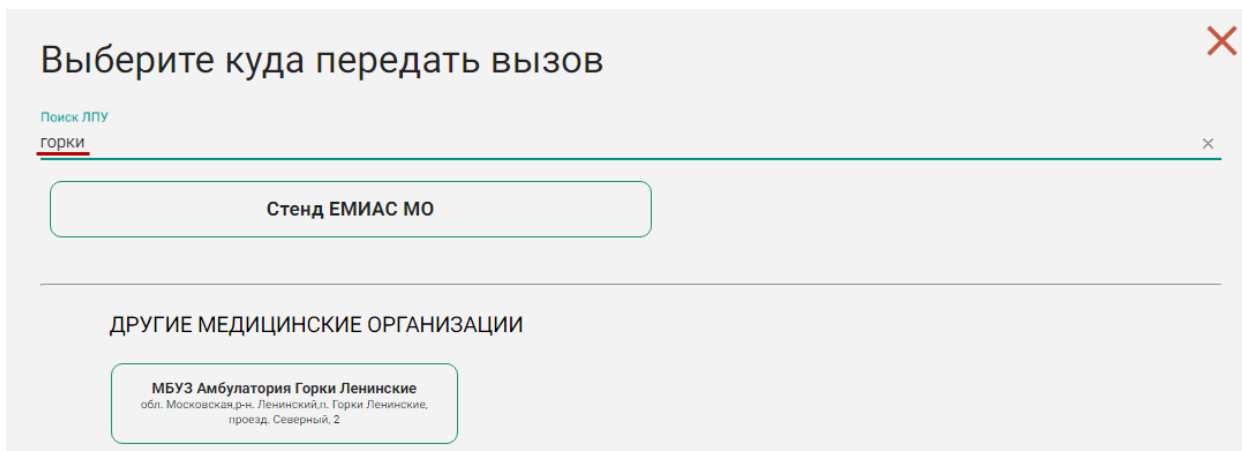 Выберите куда передать вызов
Поиск ЛПУ
горки
Стенд ЕМИАС МО
ДРУГИЕ МЕДИЦИНСКИЕ ОРГАНИЗАЦИИ
МБУЗ Амбулатория Горки Ленинские
обл. Московская,р-н. Ленинский,п. Горки Ленинские,
проезд. Северный, 2